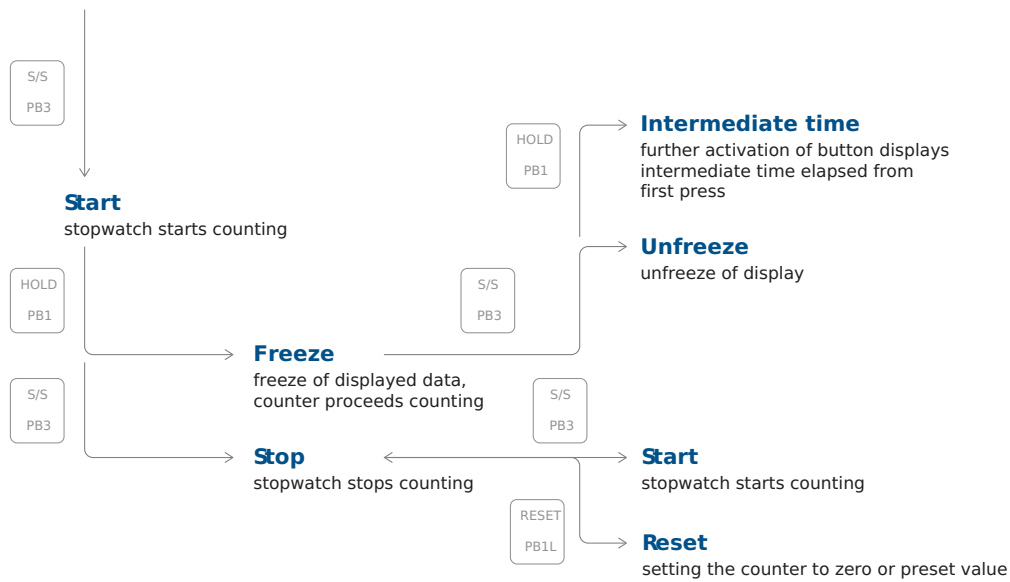 S/S
PB3
Start
stopwatch starts counting
HOLD
PB1
Intermediate time
further activation of button displays
intermediate time elapsed from
first press
Unfreeze
unfreeze of display
HOLD
PB1
S/S
PB3
Freeze
freeze of displayed data,
counter proceeds counting
S/S
PB3
S/S
PB3
Stop
stopwatch stops counting
Start
stopwatch starts counting
RESET
PB1L
Reset
setting the counter to zero or preset value